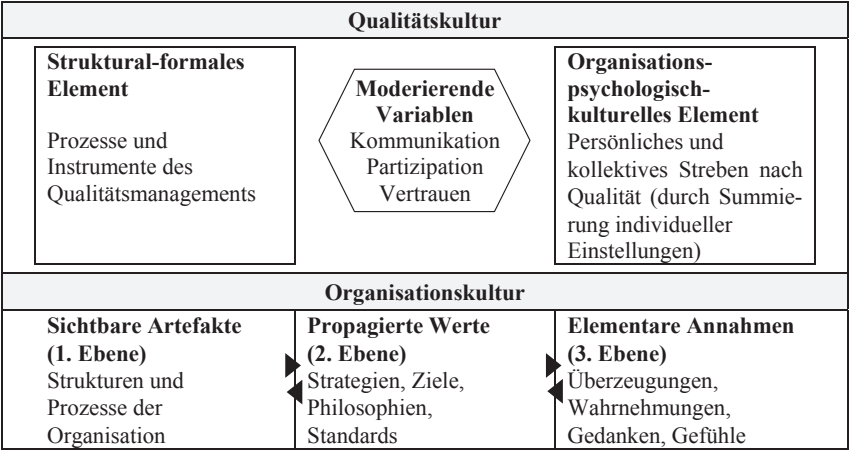 Qualitätskultur
Struktural-formales
Element
Prozesse und
Instrumente des
Qualitätsmanagements
Moderierende
Variablen
Kommunikation
Partizipation
Vertrauen
Organisations-
psychologisch-
kulturelles Element
Persönliches und
kollektives Streben nach
Qualität (durch Summie-
rung individueller
Einstellungen)
Organisationskultur
Sichtbare Artefakte
(1. Ebene)
Strukturen und
Prozesse der
Organisation
Propagierte Werte
(2. Ebene)
Strategien, Ziele,
Philosophien,
Standards
Elementare Annahmen
(3. Ebene)
Überzeugungen,
Wahrnehmungen,
Gedanken, Gefühle